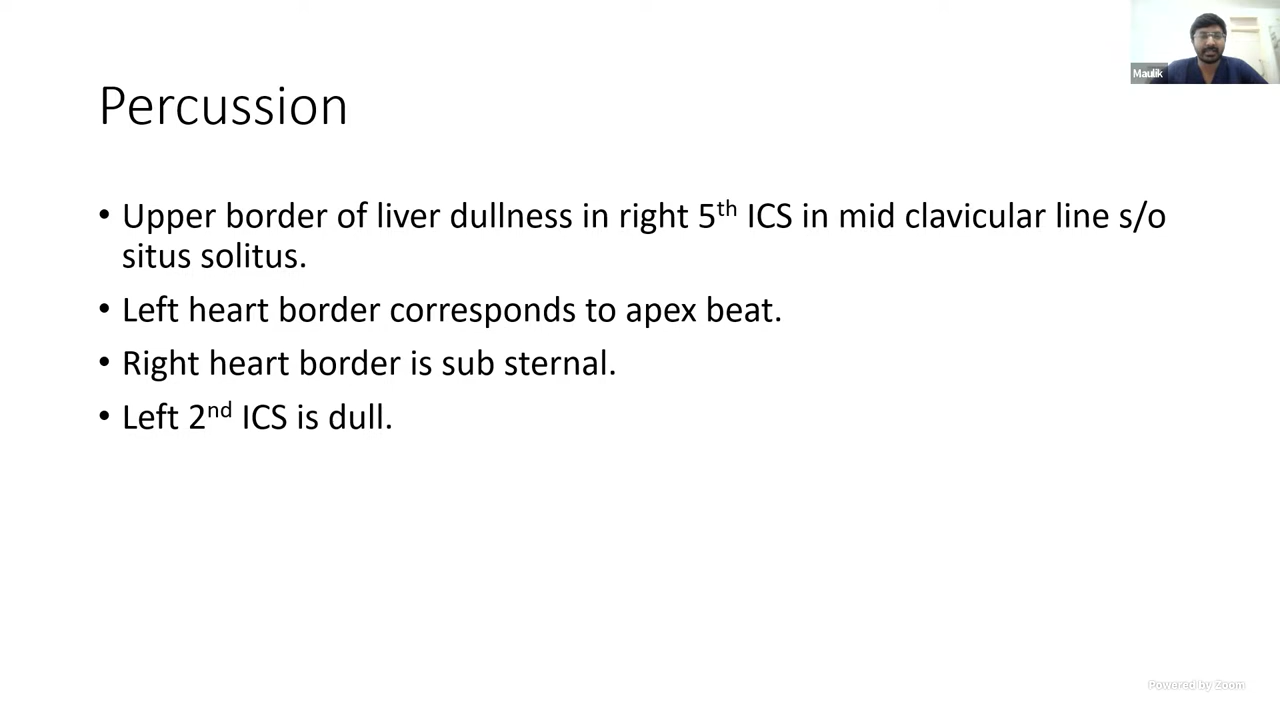 Maulik
Percussion
• Upper border of liver dullness in right 5th ICS in mid clavicular line s/o
situs solitus.
• Left heart border corresponds to apex beat.
• Right heart border is sub sternal.
• Left 2nd ICS is dull.
Powered by Zoom